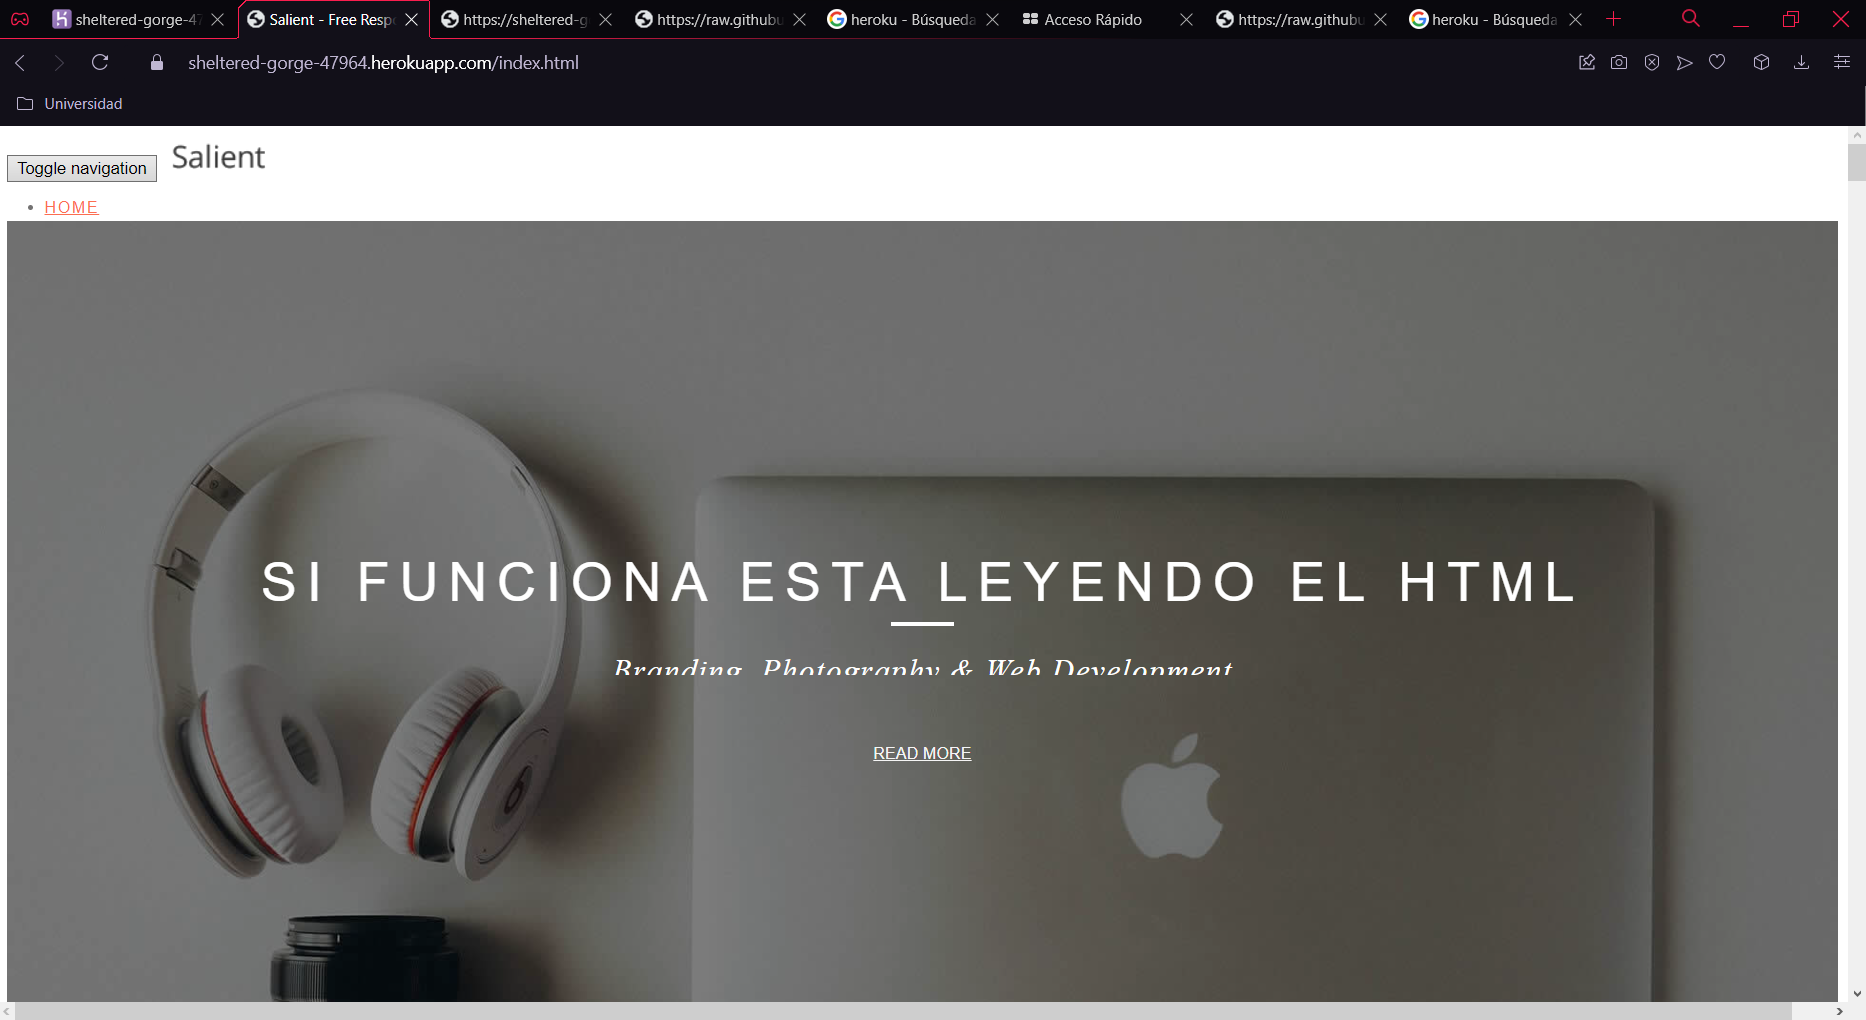 sheltered-gorge-47
Salient - Free Respo
https://sheltered-g
https://raw.githubu
heroku - Búsqueda
Acceso Rápido
https://raw.githubu
heroku - Búsqueda
sheltered-gorge-47964.herokuapp.com/index.html
Universidad
Salient
Toggle navigation
HOME
SI FUNCIONA ESTA LEYENDO EL HTML
Branding, Photography & Web Development
READ MORE